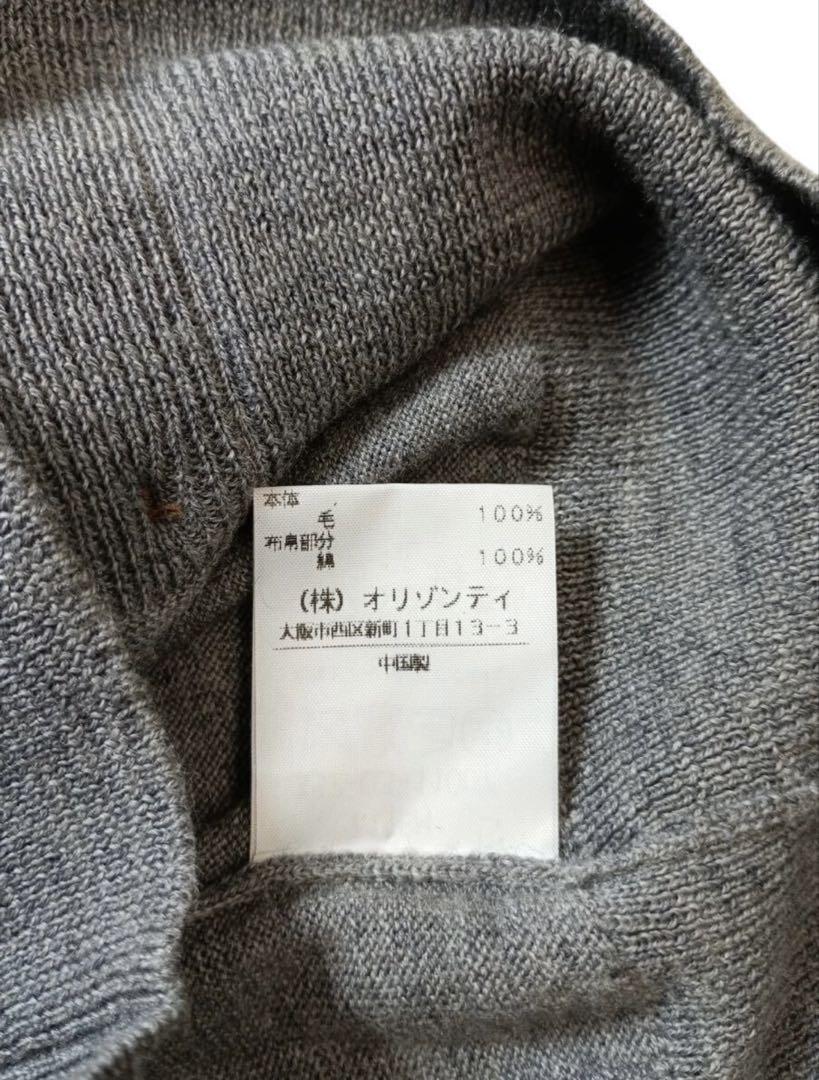 本体
毛 100%
布帛部分
綿 100%
(株) オリゾンティ
大阪市西区新町1丁目13-3
中国製